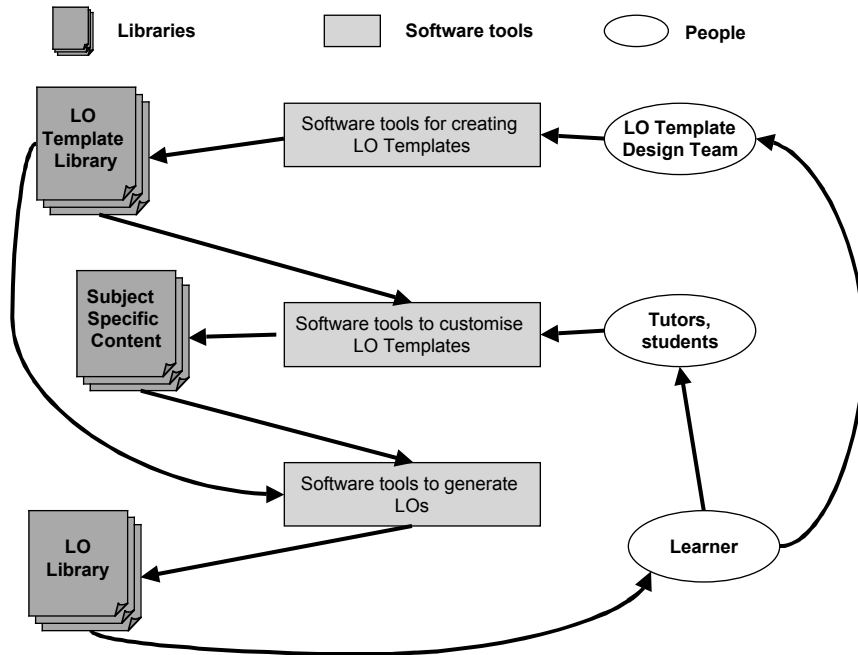 Libraries
Software tools
People
LO
Template
Library
Software tools for creating
LO Templates
LO Template
Design Team
Subject
Specific
Content
Software tools to customise
LO Templates
Tutors,
students
Software tools to generate
LOs
LO
Library
Learner